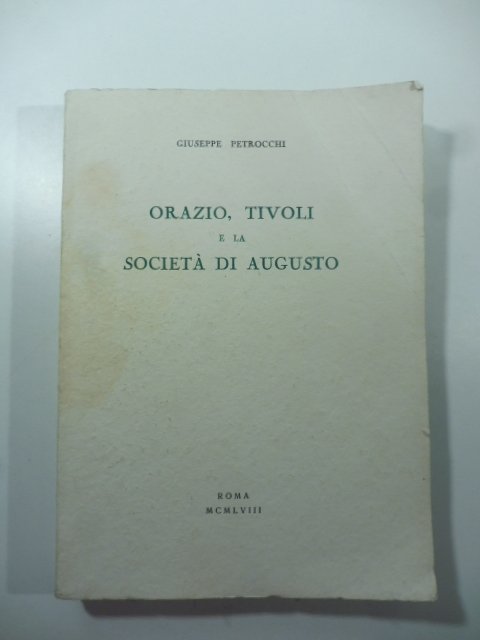 GIUSEPPE PETROCCHI
ORAZIO, TIVOLI
E LA
SOCIETÀ DI AUGUSTO
ROMA
MCMLVIII